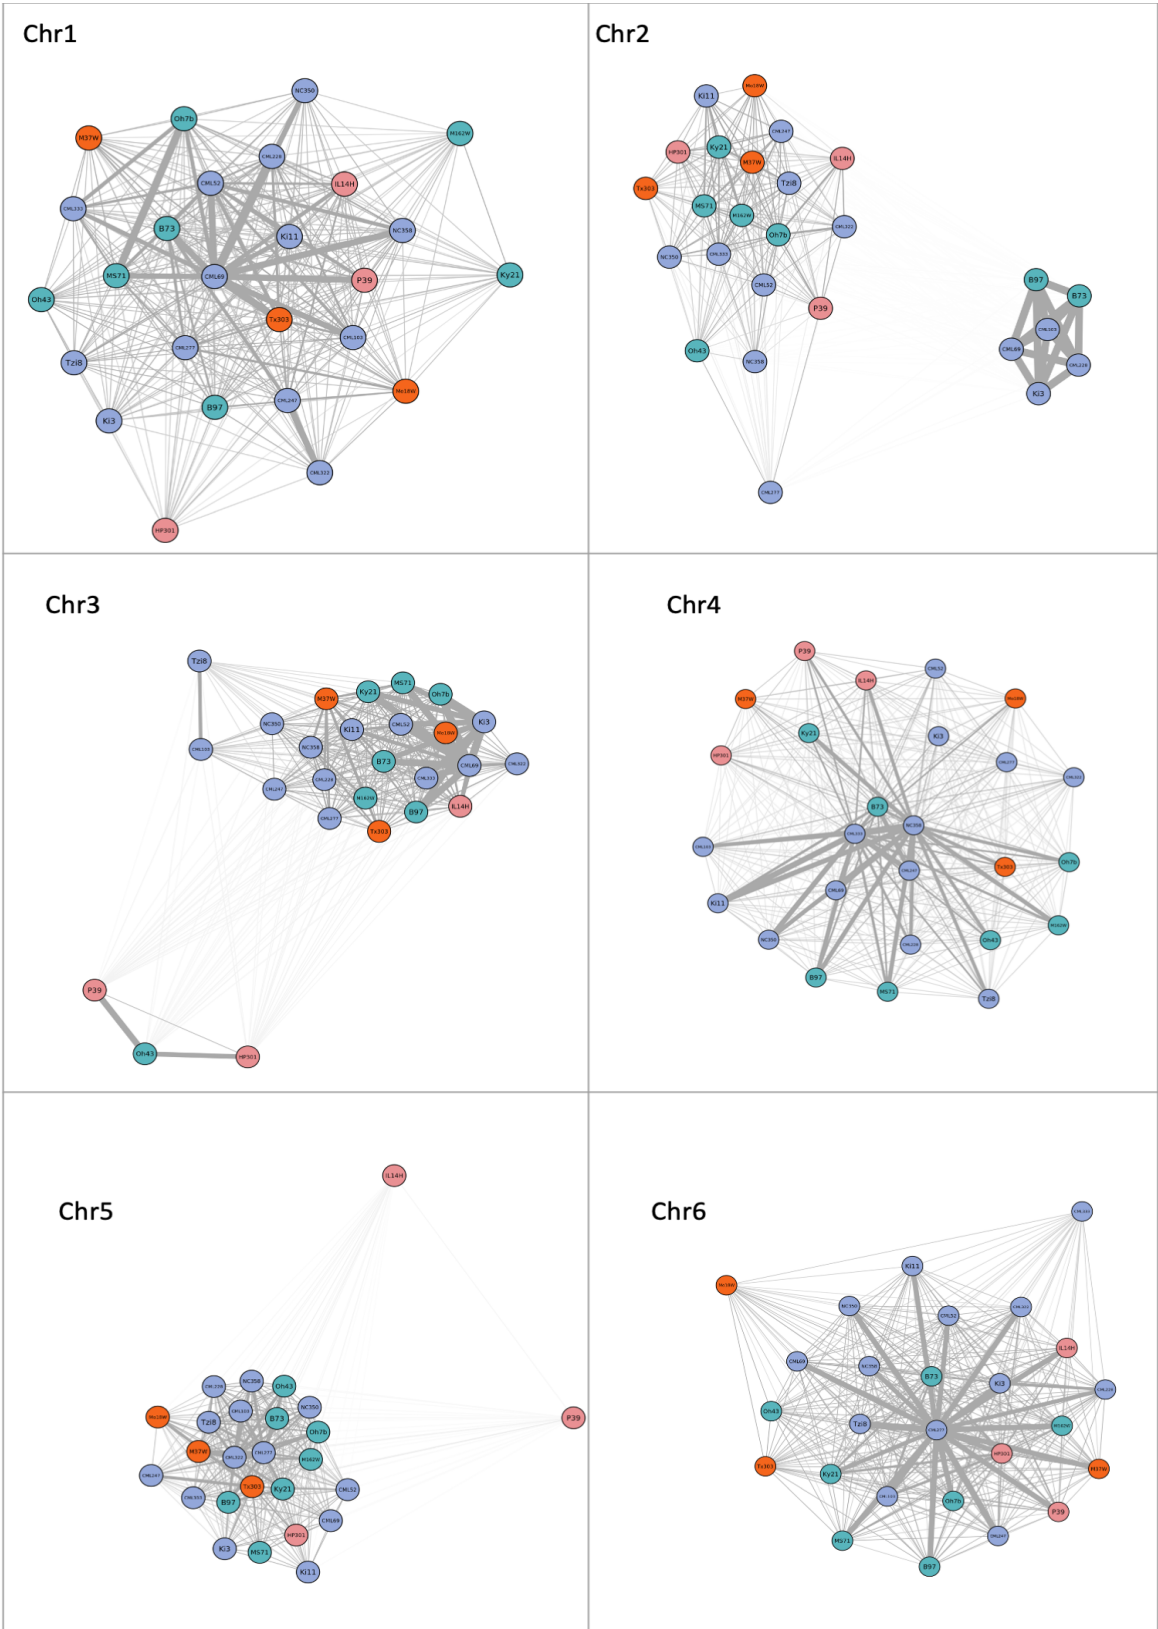 Chr1
NC350
Oh7b
M37W
M162W
CML228
CML52
IL14H
CML333
B73
NC358
Ki11
MS71
CML69
P39
Ky21
Oh43
Tx303
CML277
Tzi8
Mo18W
CML247
B97
Ki3
CML322
HP301
Chr2
Mo18W
Ki11
CML247
Ky21
HP301
M37W
IL14H
Tzi8
Tx303
MS71
M162W
CML322
Oh7b
NC350
CML333
CML52
P39
Oh43
NC358
CML277
B97
B73
CML103
CML69
CML228
Ki3
Chr3
Tzi8
M37W
Ky21
MS71
Oh7b
NC350
Ki11
CML52
Ki3
Mo18W
NC358
B73
CML69
CML322
CML228
CML247
M162W
IL14H
B97
CML277
Tx303
P39
Oh43
HP301
Chr4
P39
CML52
IL14H
M37W
Mo18W
Ky21
Ki3
HP301
CML277
B73
NC358
Oh7b
Tx303
CML247
CML69
Ki11
M162W
NC350
Oh43
CML228
B97
MS71
Tzi8
Chr5
IL14H
NC358
Oh43
CML228
NC350
Mo18W
Tzi8
B73
P39
Oh7b
M37W
CML277
M162W
CML247
Tx303
Ky21
CML52
B97
CML69
HP301
Ki3
MS71
Ki11
Chr6
Ki11
Mo18W
NC350
CML52
IL14H
CML69
NC358
B73
Ki3
CML228
Oh43
Tzi8
M162W
CML277
HP301
Tx303
M37W
Ky21
Oh7b
P39
MS71
CML247
B97